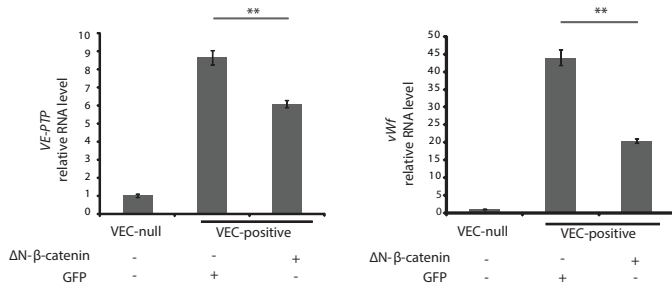 **
10
9
8
7
6
5
4
3
2
1
0
VE-PTP
relative RNA level
VEC-null
VEC-positive
ΔN-β-catenin - - +
GFP - + -
**
50
45
40
35
30
25
20
15
10
5
0
vWf
relative RNA level
VEC-null
VEC-positive
ΔN-β-catenin - - +
GFP - + -